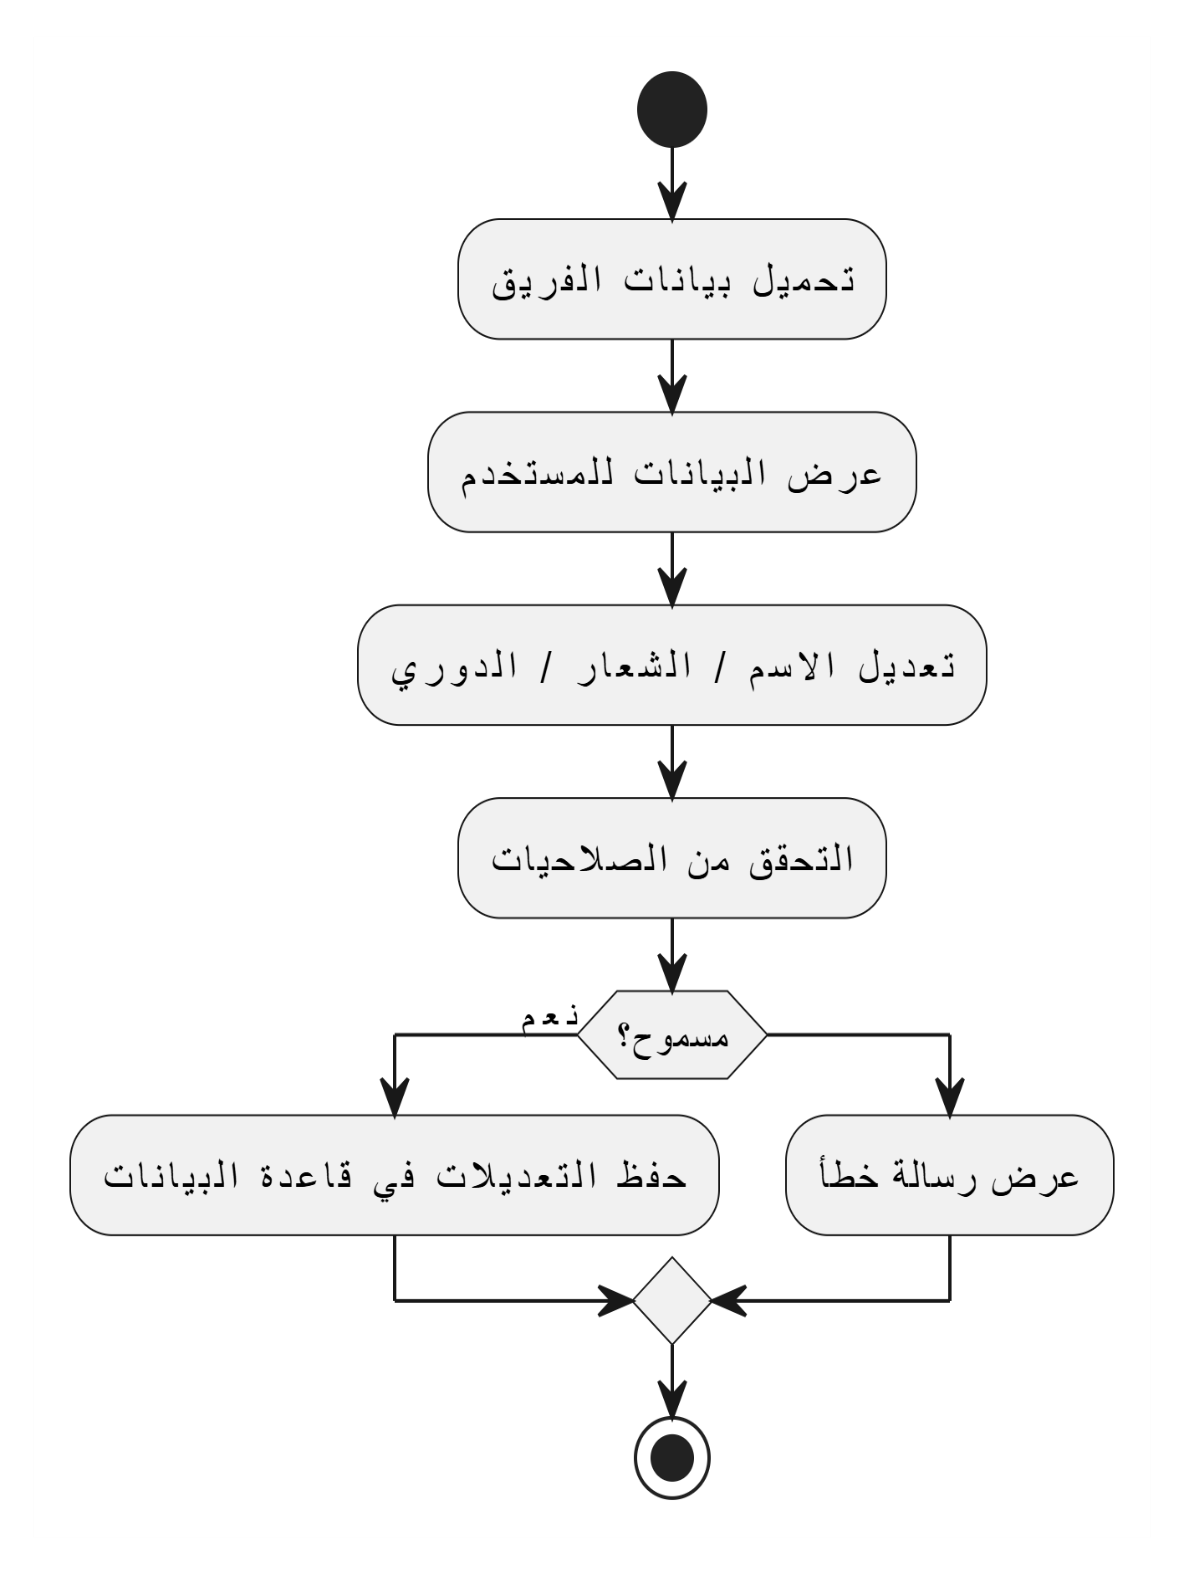 تحميل بيانات الفريق
عرض البيانات للمستخدم
تعديل الاسم / الشعار / الدوري
التحقق من الصلاحيات
نعم
مسموح؟
حفظ التعديلات في قاعدة البيانات
عرض رسالة خطأ